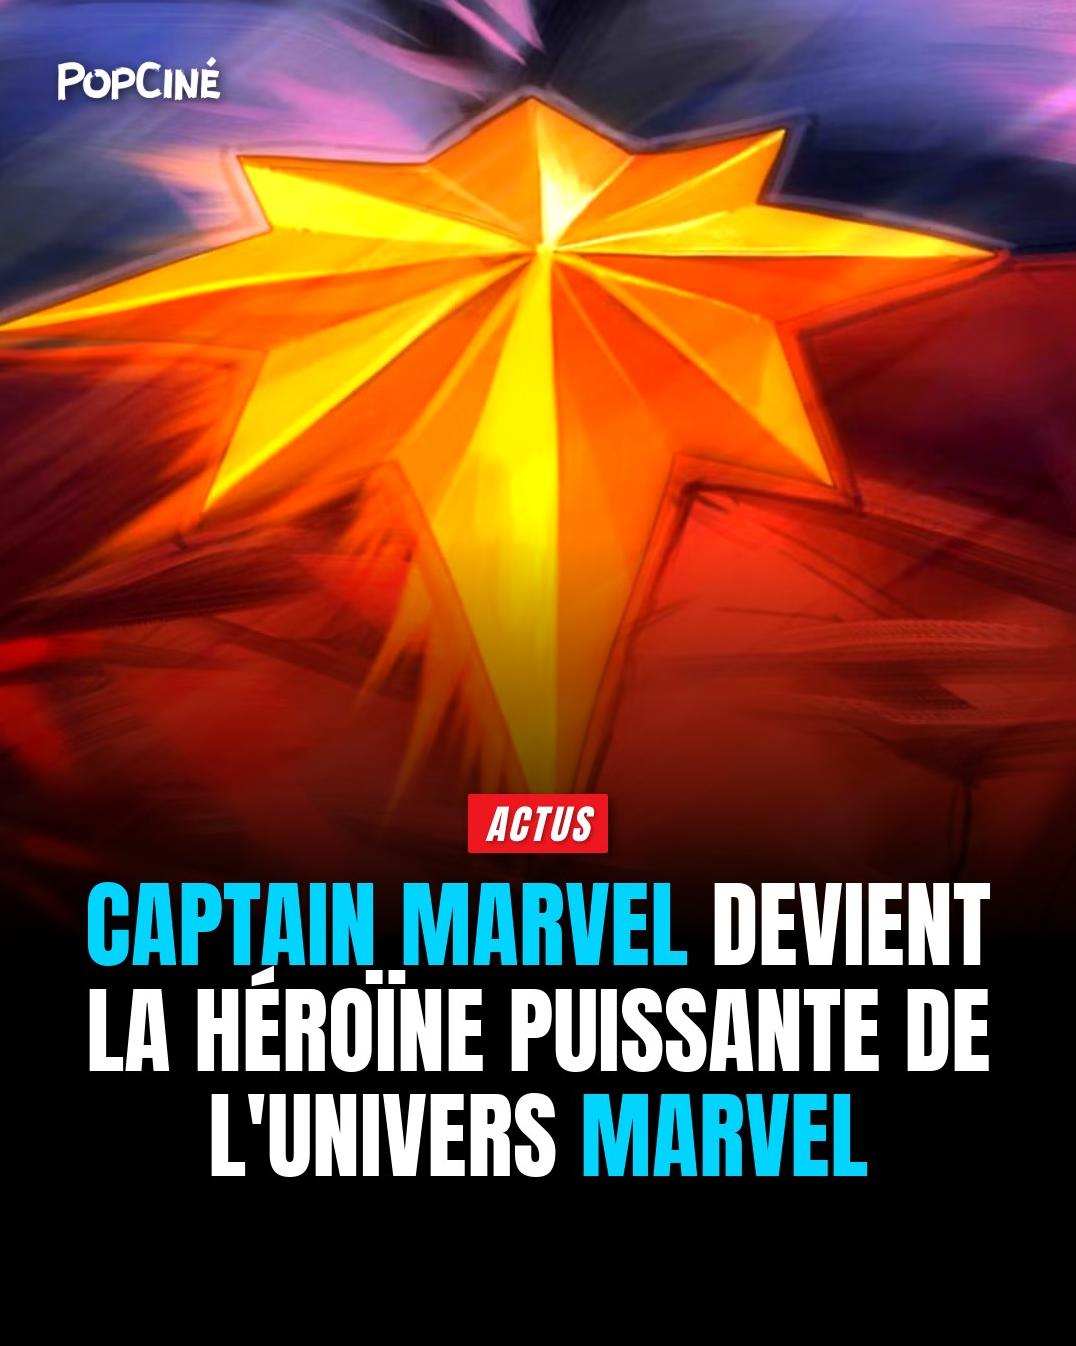 POPCINÉ
ACTUS
CAPTAIN MARVEL DEVIENT
LA HÉROÏNE PUISSANTE DE
L'UNIVERS MARVEL